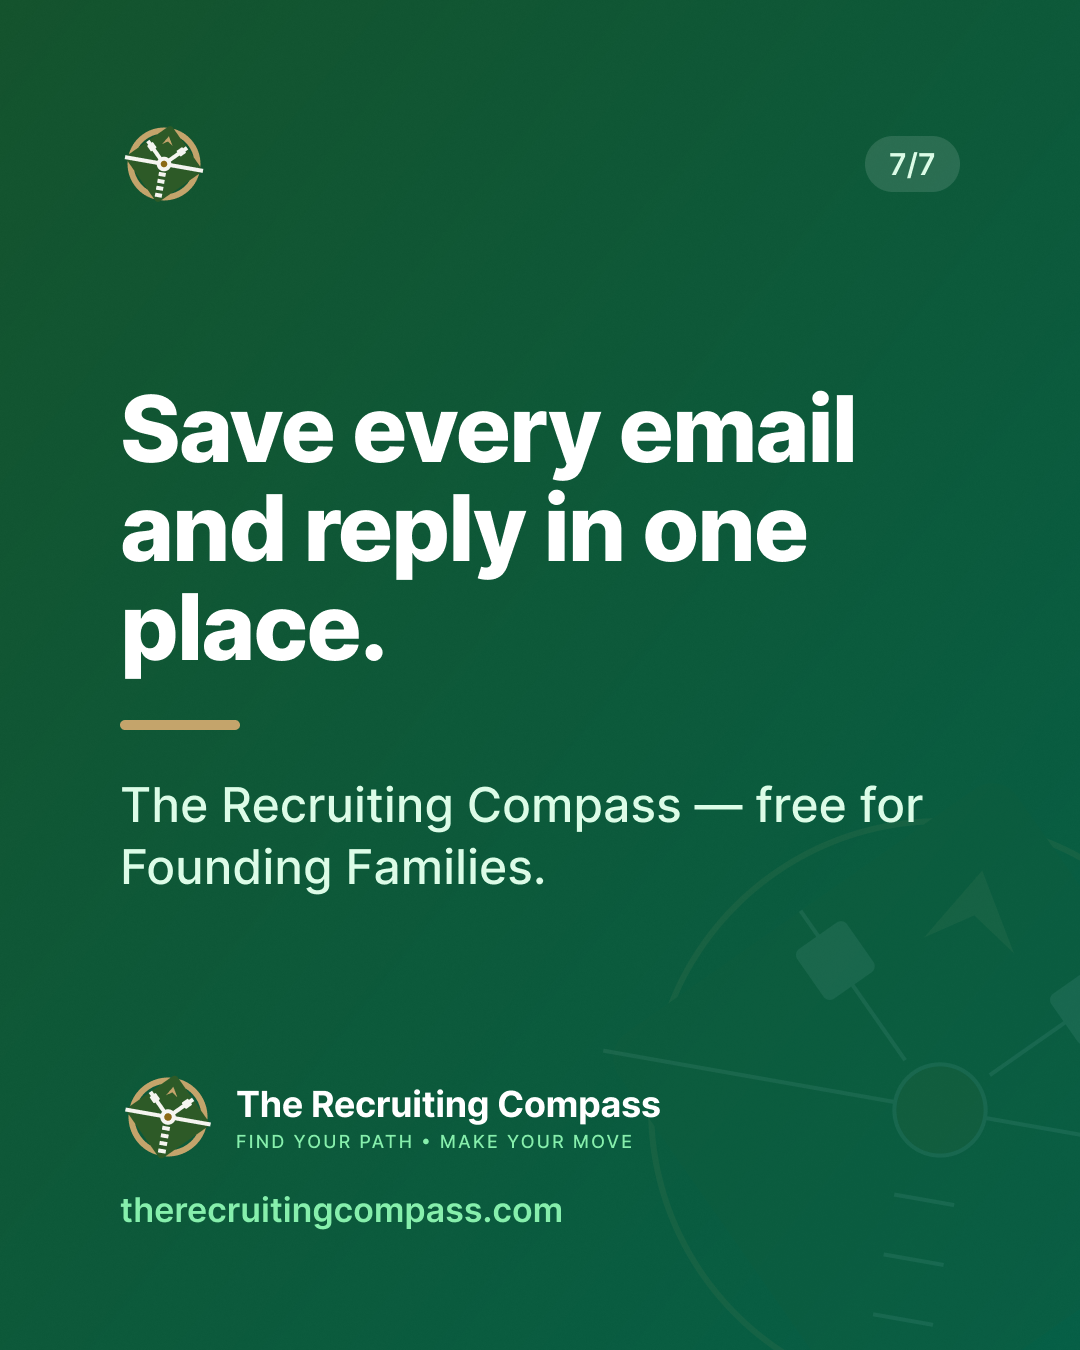 7/7
Save every email
and reply in one
place.
The Recruiting Compass — free for
Founding Families.
The Recruiting Compass
FIND YOUR PATH • MAKE YOUR MOVE
therecruitingcompass.com